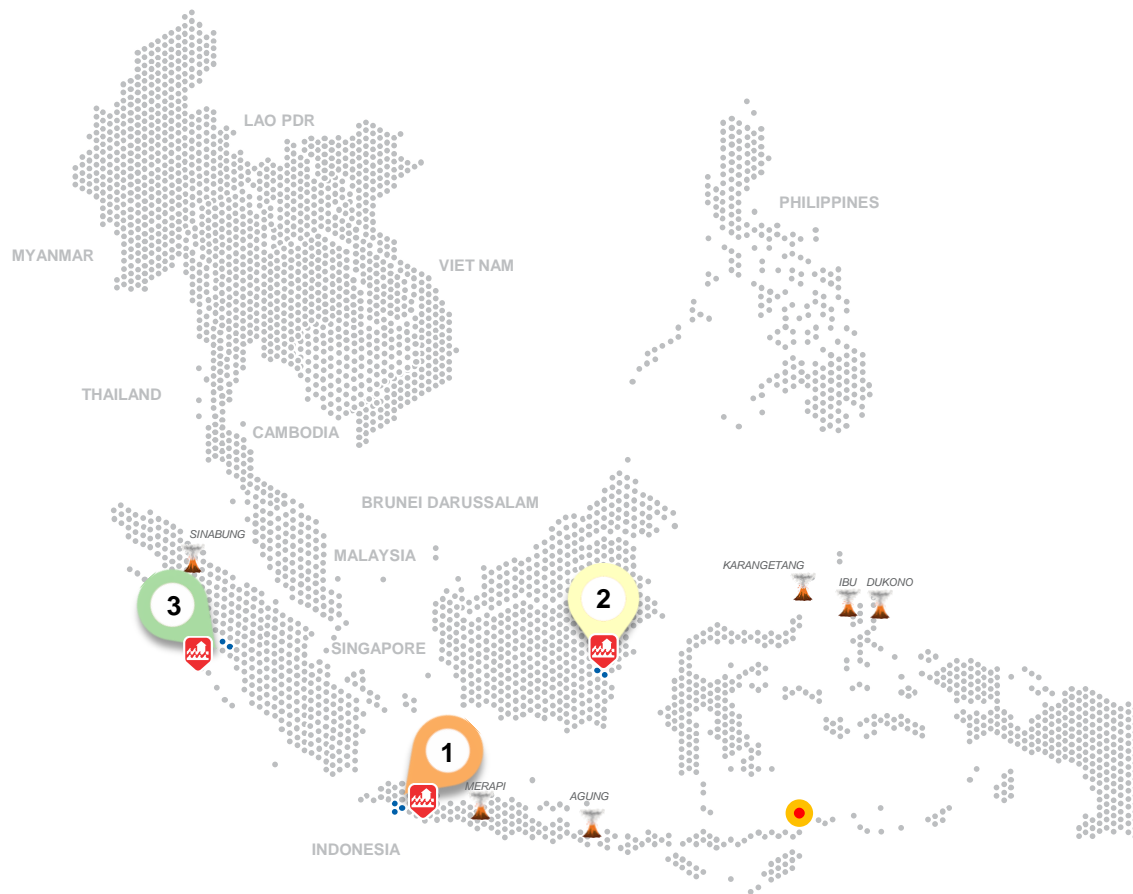 LAO PDR
PHILIPPINES
MYANMAR
VIET NAM
THAILAND
CAMBODIA
BRUNEI DARUSSALAM
SINABUNG
MALAYSIA
KARANGETANG
IBU
DUKONO
3
2
SINGAPORE
1
MERAPI
AGUNG
INDONESIA